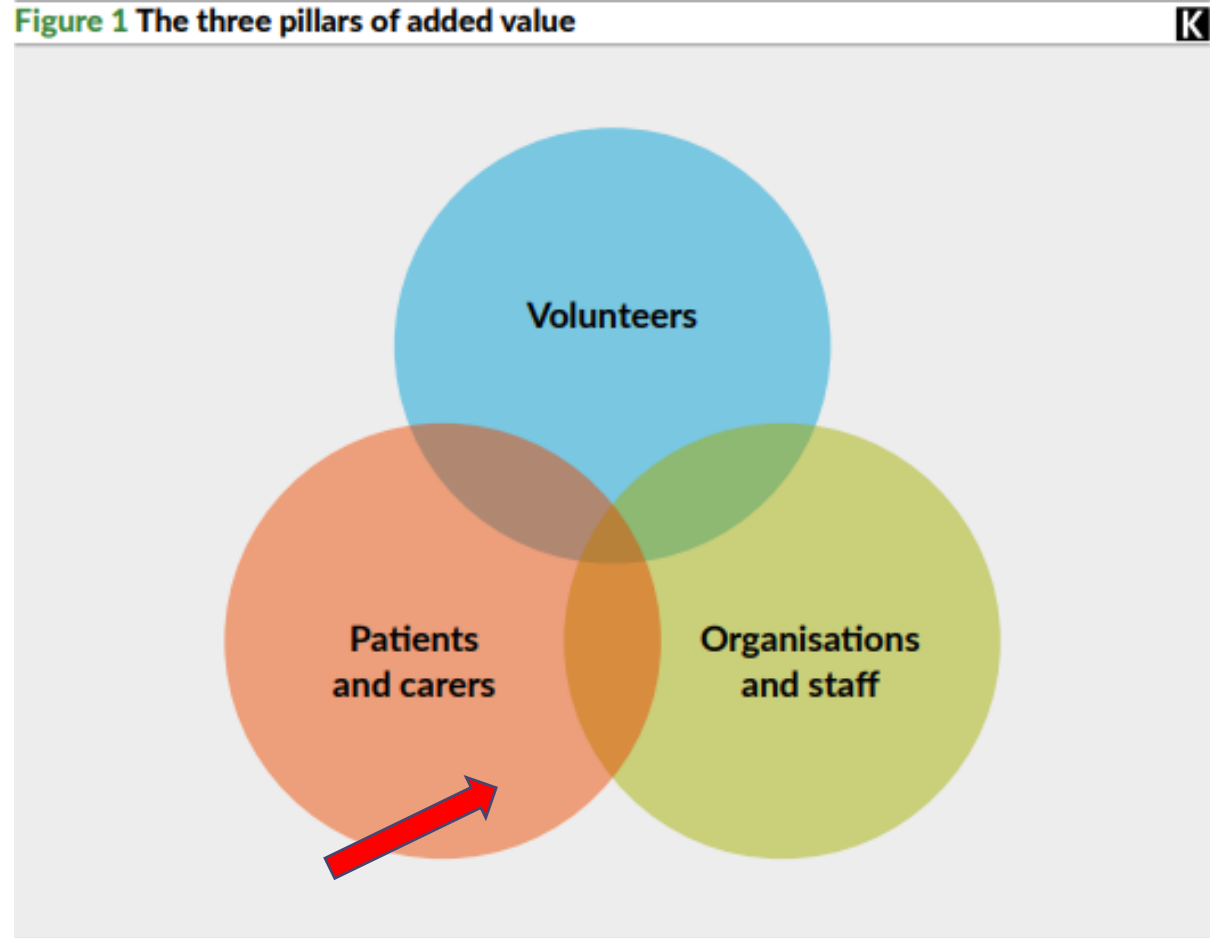 Figure 1 The three pillars of added value
K
Volunteers
Patients
and carers
Organisations
and staff